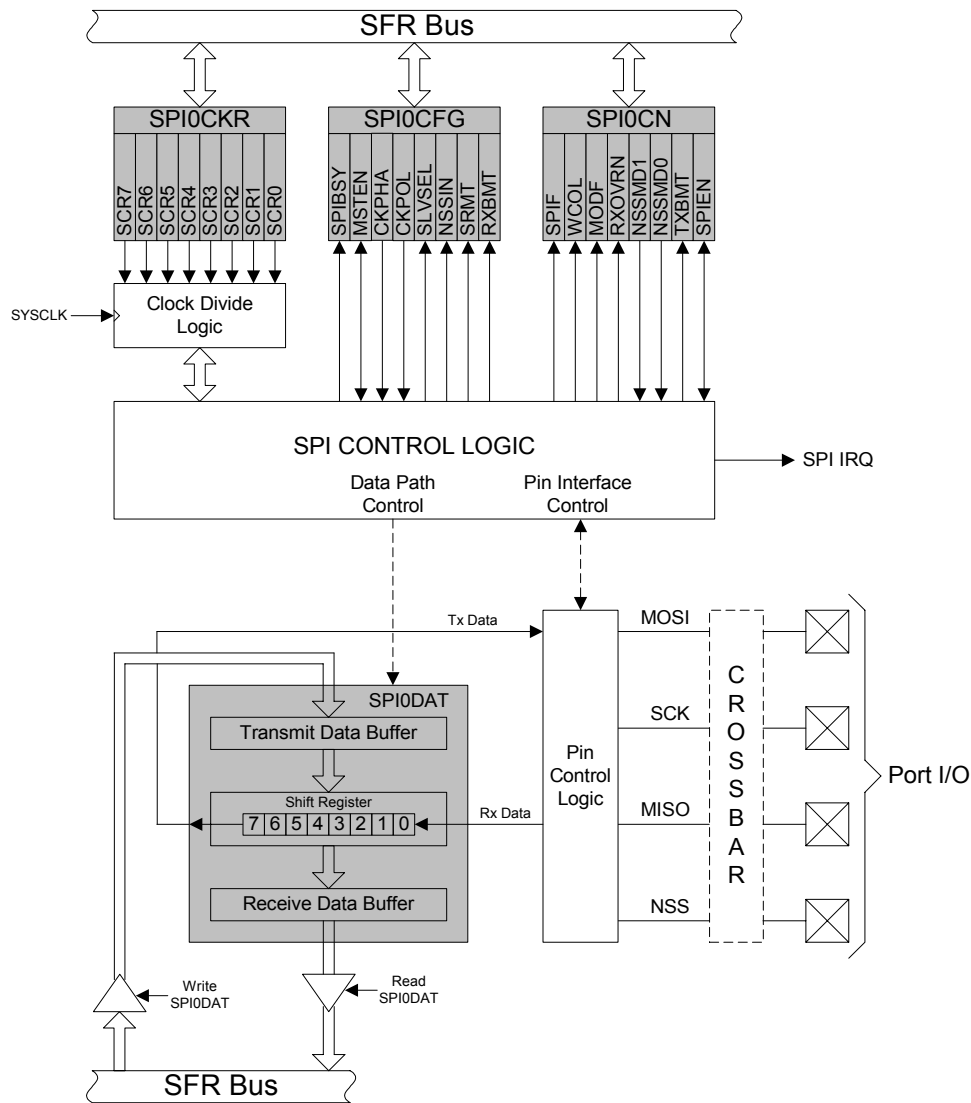 SFR Bus
SPI0CKR
SCR7
SCR6
SCR5
SCR4
SCR3
SCR2
SCR1
SCR0
SPI0CFG
SPIBSY
MSTEN
CKPHA
CKPOL
SLVSEL
NSSIN
SRMT
RXBMT
SPI0CN
SPIF
WCOL
MODF
RXOVRN
NSSMD1
NSSMD0
TXBMT
SPIEN
SYSCLK
Clock Divide
Logic
SPI CONTROL LOGIC
Data Path
Control
Pin Interface
Control
SPI IRQ
Tx Data
SPI0DAT
Transmit Data Buffer
Shift Register
7 6 5 4 3 2 1 0
Rx Data
Receive Data Buffer
Pin
Control
Logic
MOSI
SCK
MISO
NSS
CROSSBAR
Port I/O
Write
SPI0DAT
Read
SPI0DAT
SFR Bus